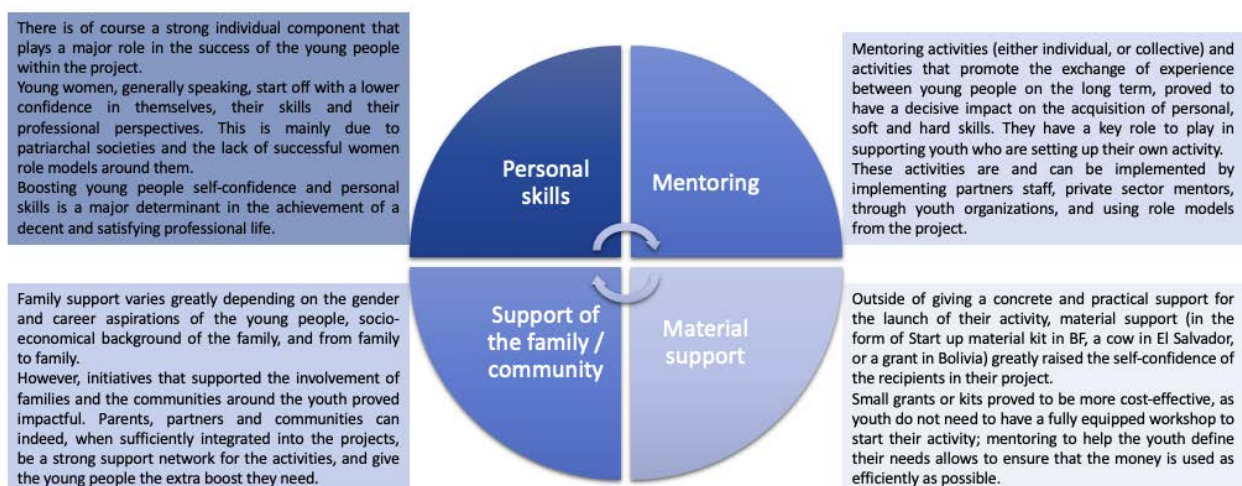 There is of course a strong individual component that
plays a major role in the success of the young people
within the project.
Young women, generally speaking, start off with a lower
confidence in themselves, their skills and their
professional perspectives. This is mainly due to
patriarchal societies and the lack of successful women
role models around them.
Boosting young people self-confidence and personal
skills is a major determinant in the achievement of a
decent and satisfying professional life.
Personal
skills
Mentoring
Mentoring activities (either individual, or collective) and
activities that promote the exchange of experience
between young people on the long term, proved to
have a decisive impact on the acquisition of personal,
soft and hard skills. They have a key role to play in
supporting youth who are setting up their own activity.
These activities are and can be implemented by
implementing partners staff, private sector mentors,
through youth organizations, and using role models
from the project.
Family support varies greatly depending on the gender
and career aspirations of the young people, socio-
economical background of the family, and from family
to family.
However, initiatives that supported the involvement of
families and the communities around the youth proved
impactful. Parents, partners and communities can
indeed, when sufficiently integrated into the projects,
be a strong support network for the activities, and give
the young people the extra boost they need.
Support of
the family /
community
Material
support
Outside of giving a concrete and practical support for
the launch of their activity, material support (in the
form of Start up material kit in BF, a cow in El Salvador,
or a grant in Bolivia) greatly raised the self-confidence of
the recipients in their project.
Small grants or kits proved to be more cost-effective, as
youth do not need to have a fully equipped workshop to
start their activity; mentoring to help the youth define
their needs allows to ensure that the money is used as
efficiently as possible.